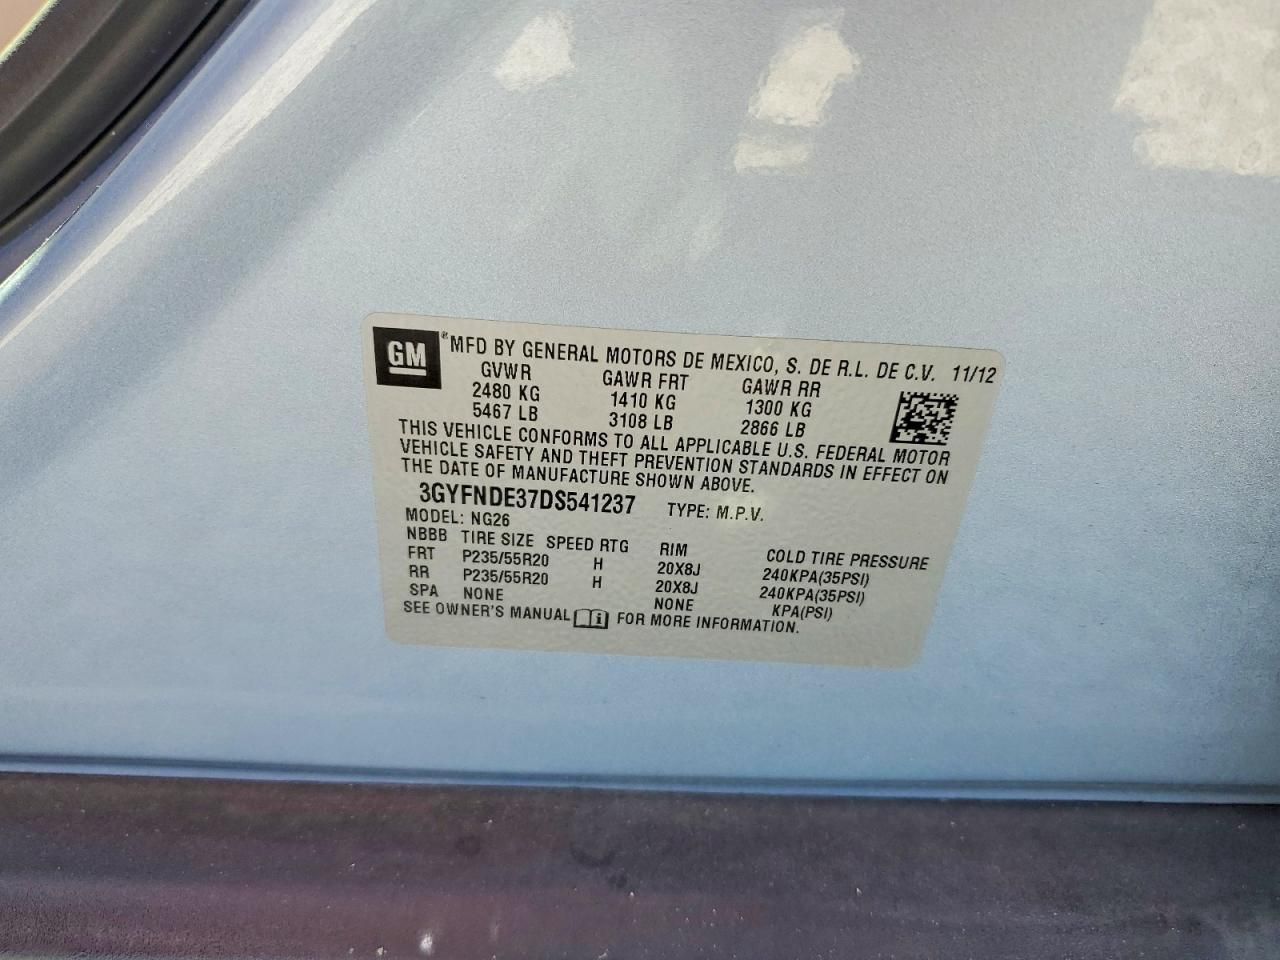 GM ® MFD BY GENERAL MOTORS DE MEXICO, S. DE R.L. DE C.V. 11/12
GVWR GAWR FRT GAWR RR
2480 KG 1410 KG 1300 KG
5467 LB 3108 LB 2866 LB
THIS VEHICLE CONFORMS TO ALL APPLICABLE U.S. FEDERAL MOTOR
VEHICLE SAFETY AND THEFT PREVENTION STANDARDS IN EFFECT ON
THE DATE OF MANUFACTURE SHOWN ABOVE.
3GYFNDE37DS541237 TYPE: M.P.V.
MODEL: NG26
NBBB TIRE SIZE SPEED RTG RIM COLD TIRE PRESSURE
FRT P235/55R20 H 20X8J 240KPA(35PSI)
RR P235/55R20 H 20X8J 240KPA(35PSI)
SPA NONE NONE KPA(PSI)
SEE OWNER'S MANUAL i FOR MORE INFORMATION.